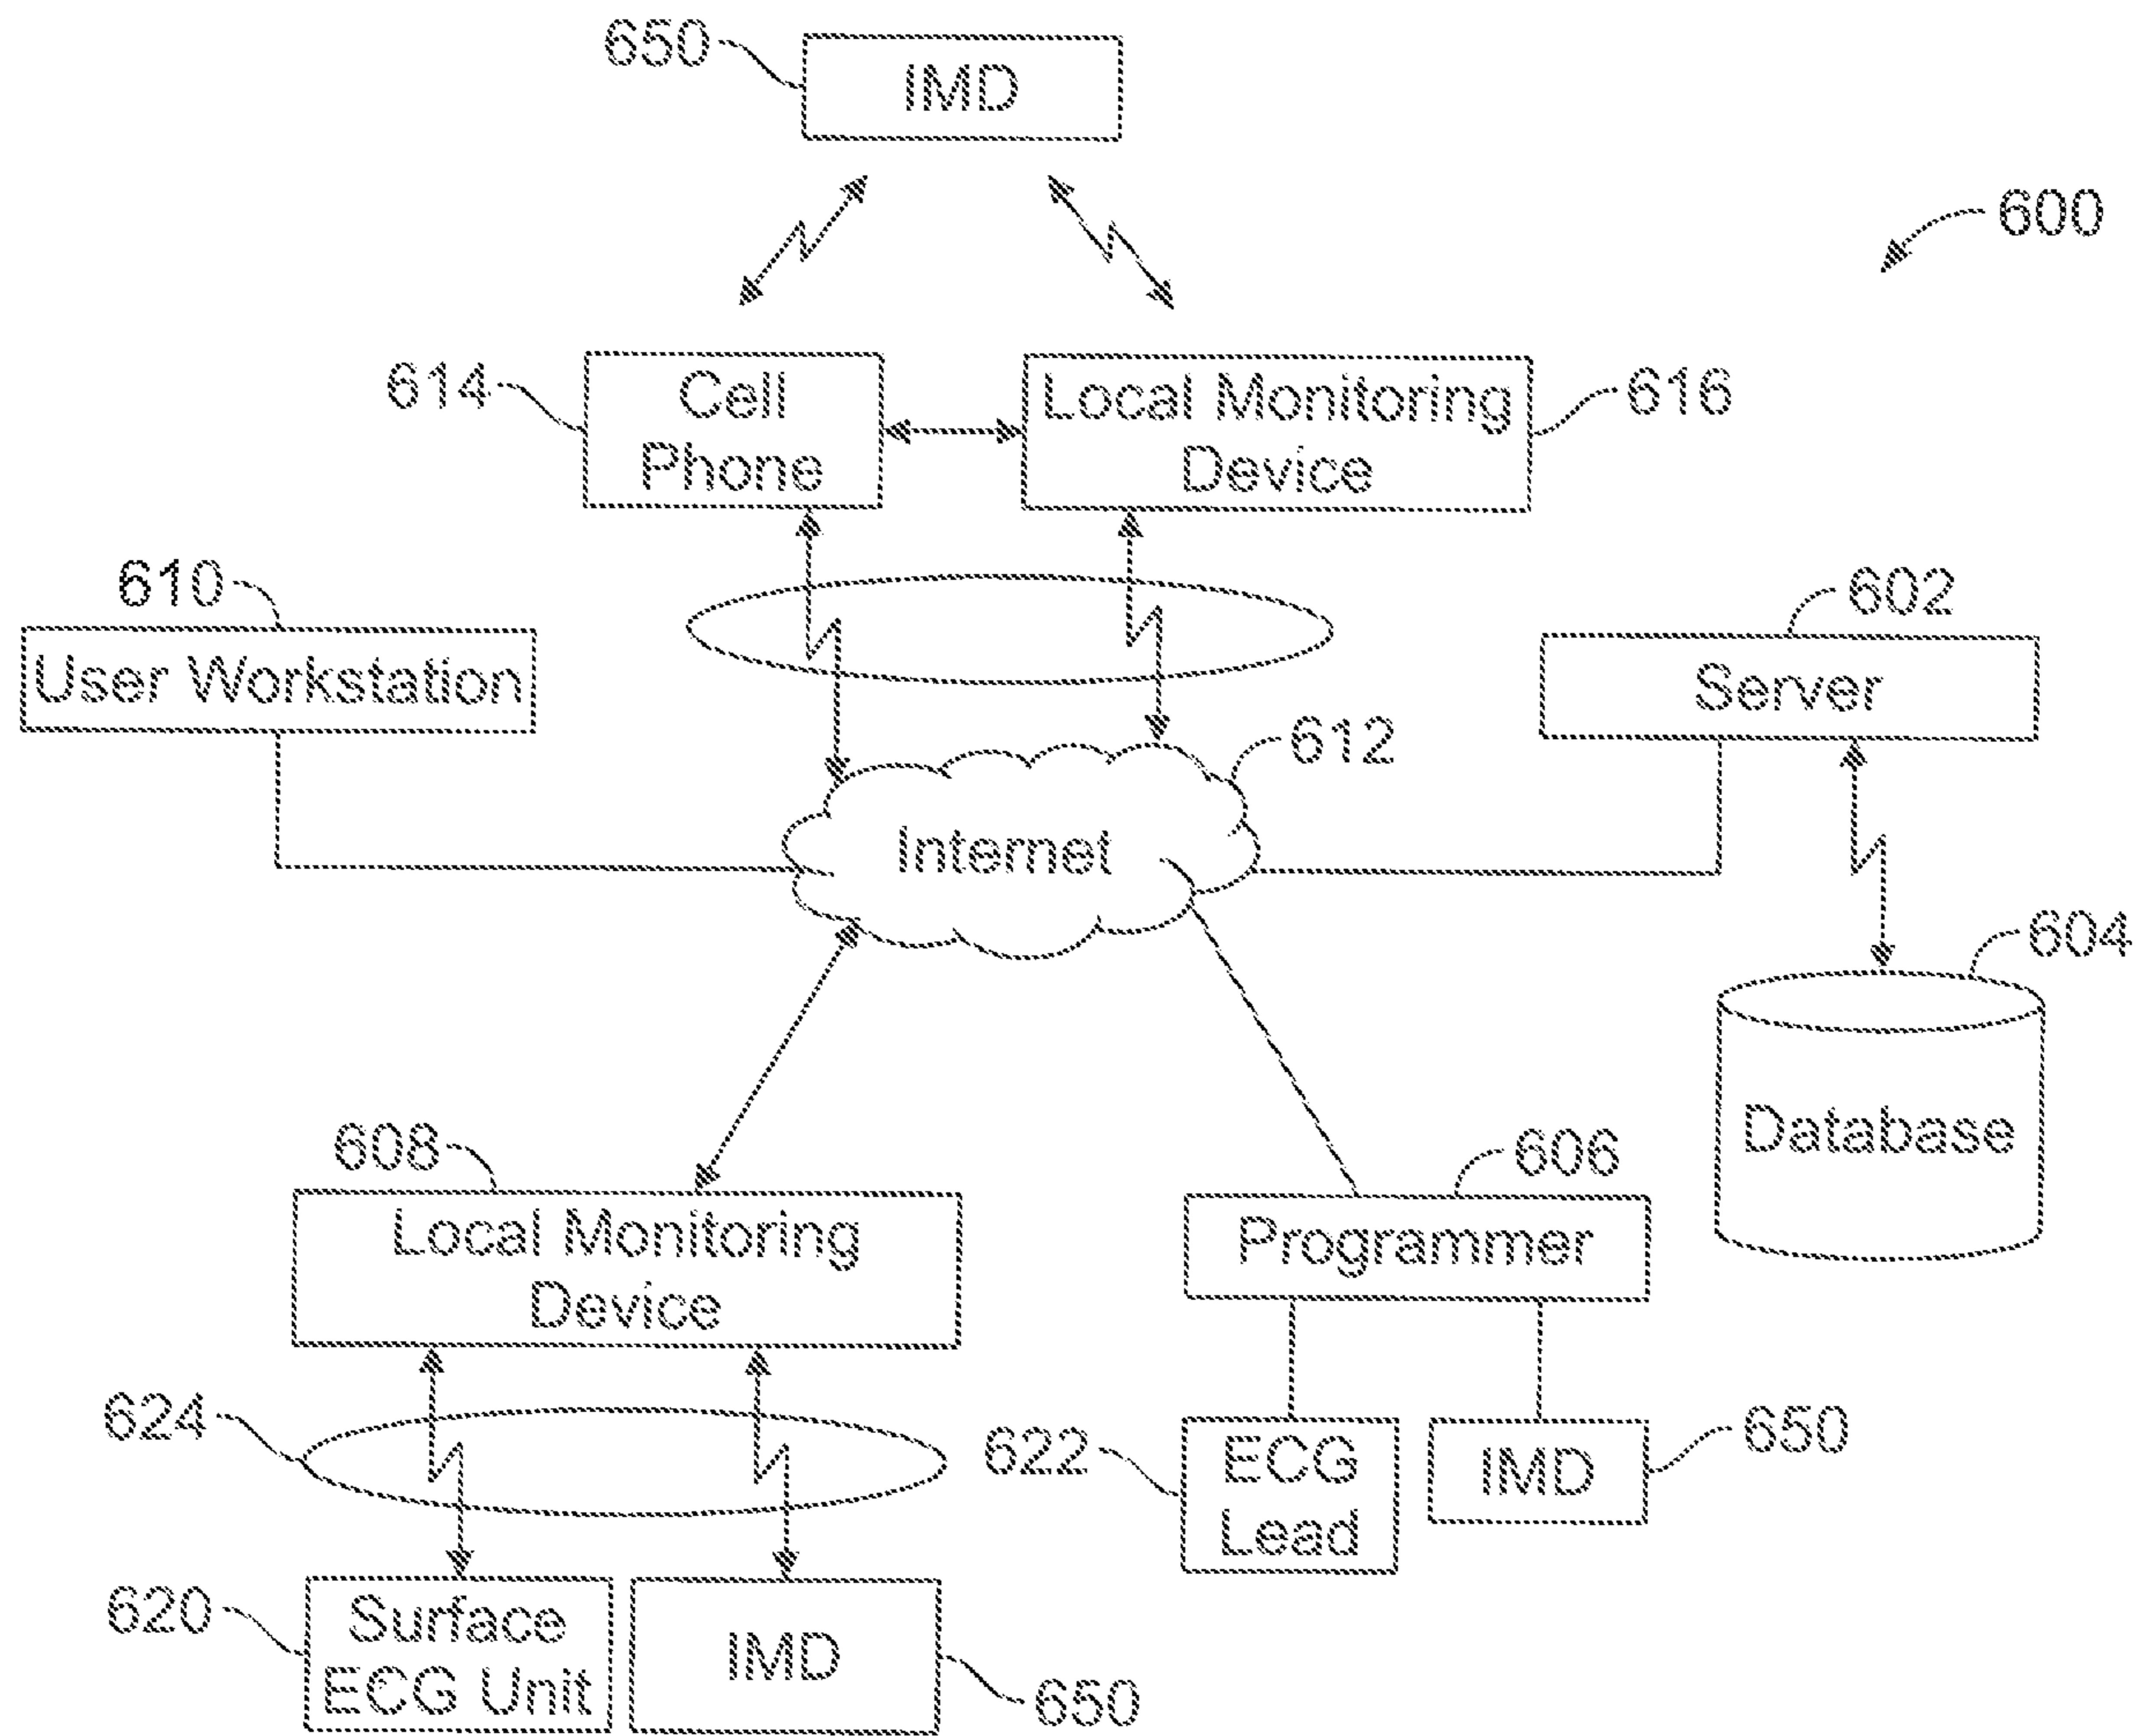 650
IMD
600
614
Cell
Phone
Local Monitoring
Device
616
610
User Workstation
602
Server
612
Internet
604
Database
608
Local Monitoring
Device
606
Programmer
624
622
ECG
Lead
IMD
650
620
Surface
ECG Unit
IMD
650